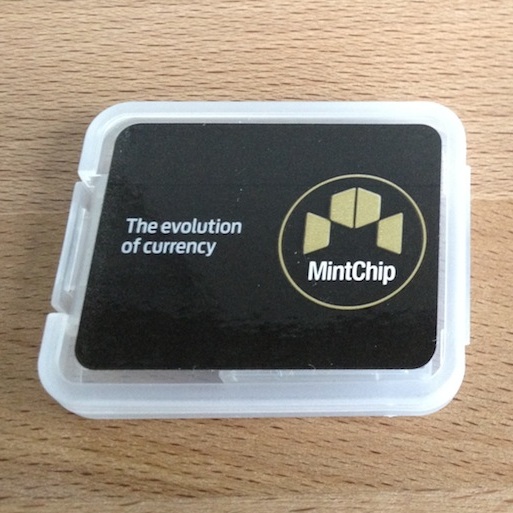 The evolution
of currency
MintChip